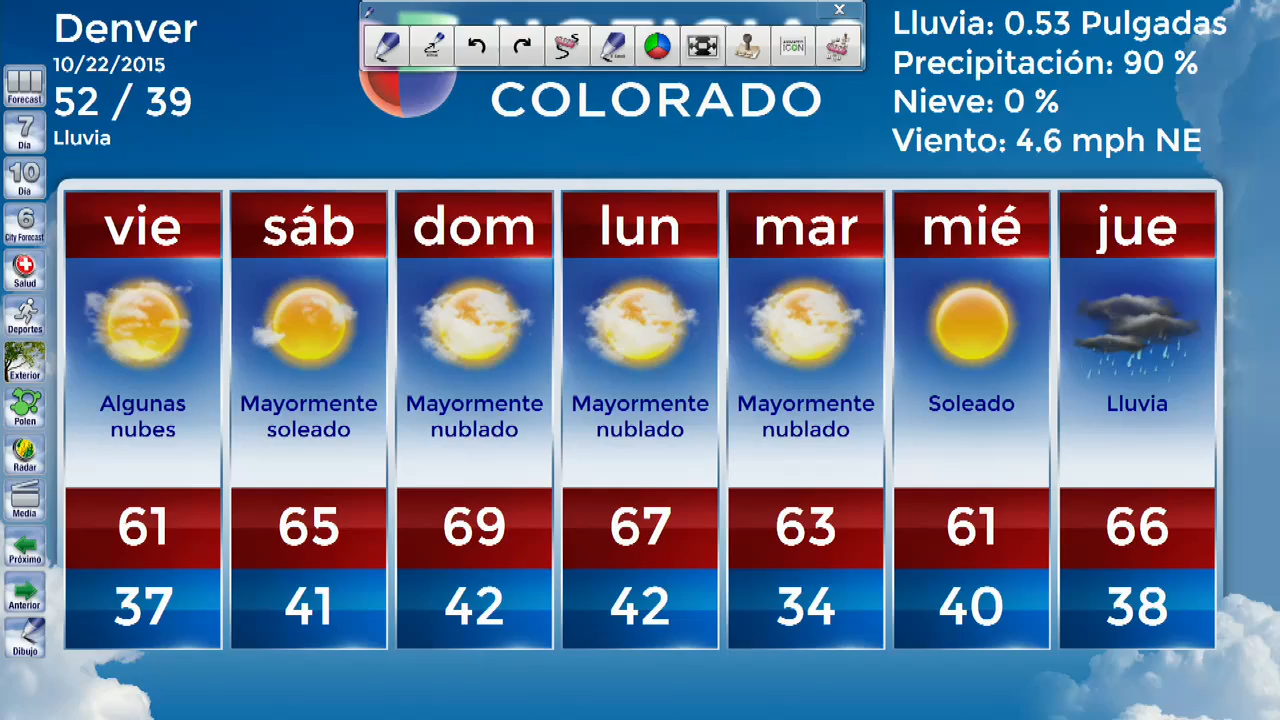 Denver
10/22/2015
52 / 39
Lluvia
COLORADO
Lluvia: 0.53 Pulgadas
Precipitación: 90 %
Nieve: 0 %
Viento: 4.6 mph NE
Forecast
7
Dia
10
Dia
6
City Forecast
Salud
Deportes
Exterior
Polen
Radar
Media
Próximo
Anterior
Dibujo
ICON
vie
Algunas
nubes
61
37
sáb
Mayormente
soleado
65
41
dom
Mayormente
nublado
69
42
lun
Mayormente
nublado
67
42
mar
Mayormente
nublado
63
34
mié
Soleado
61
40
jue
Lluvia
66
38